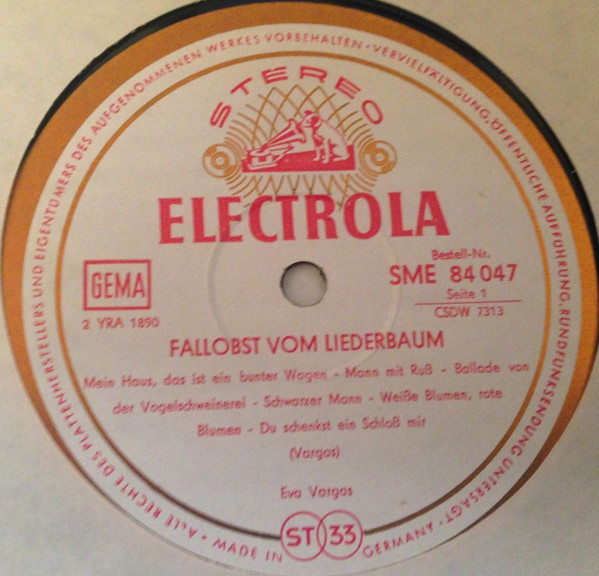 ALLE RECHTE DES PLATTENHERSTELLERS UND EIGENTÜMERS DES AUFGENOMMENEN WERKES VORBEHALTEN • VERVIELFÄLTIGUNG, ÖFFENTLICHE AUFFÜHRUNG, RUNDFUNKSENDUNG UNTERSAGT •
STEREO
ELECTROLA
Bestell-Nr.
GEMA
SME 84 047
Seite 1
2 YRA 1890
CSDW 7313
FALLOBST VOM LIEDERBAUM
Mein Haus, das ist ein bunter Wagen - Mann mit Ruß - Ballade von
der Vogelschweinerei - Schwarzer Mann - Weiße Blumen, rote
Blumen - Du schenkst ein Schloß mir
(Vargas)
Eva Vargas
MADE IN GERMANY
ST 33